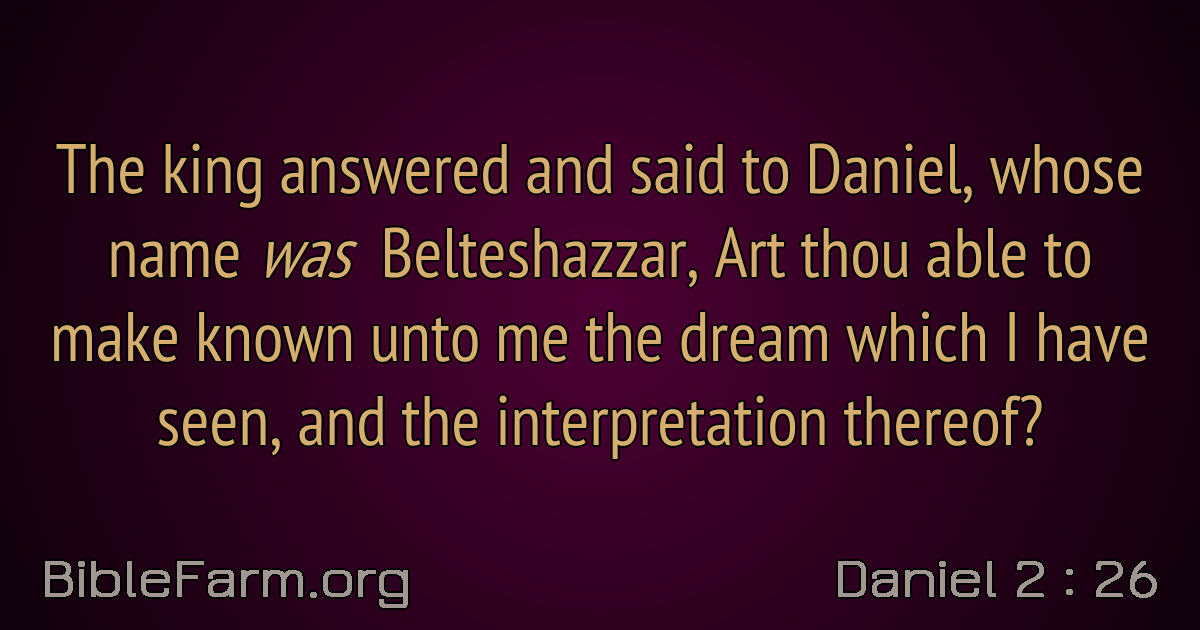 The king answered and said to Daniel, whose
name was Belteshazzar, Art thou able to
make known unto me the dream which I have
seen, and the interpretation thereof?
BibleFarm.org
Daniel 2 : 26